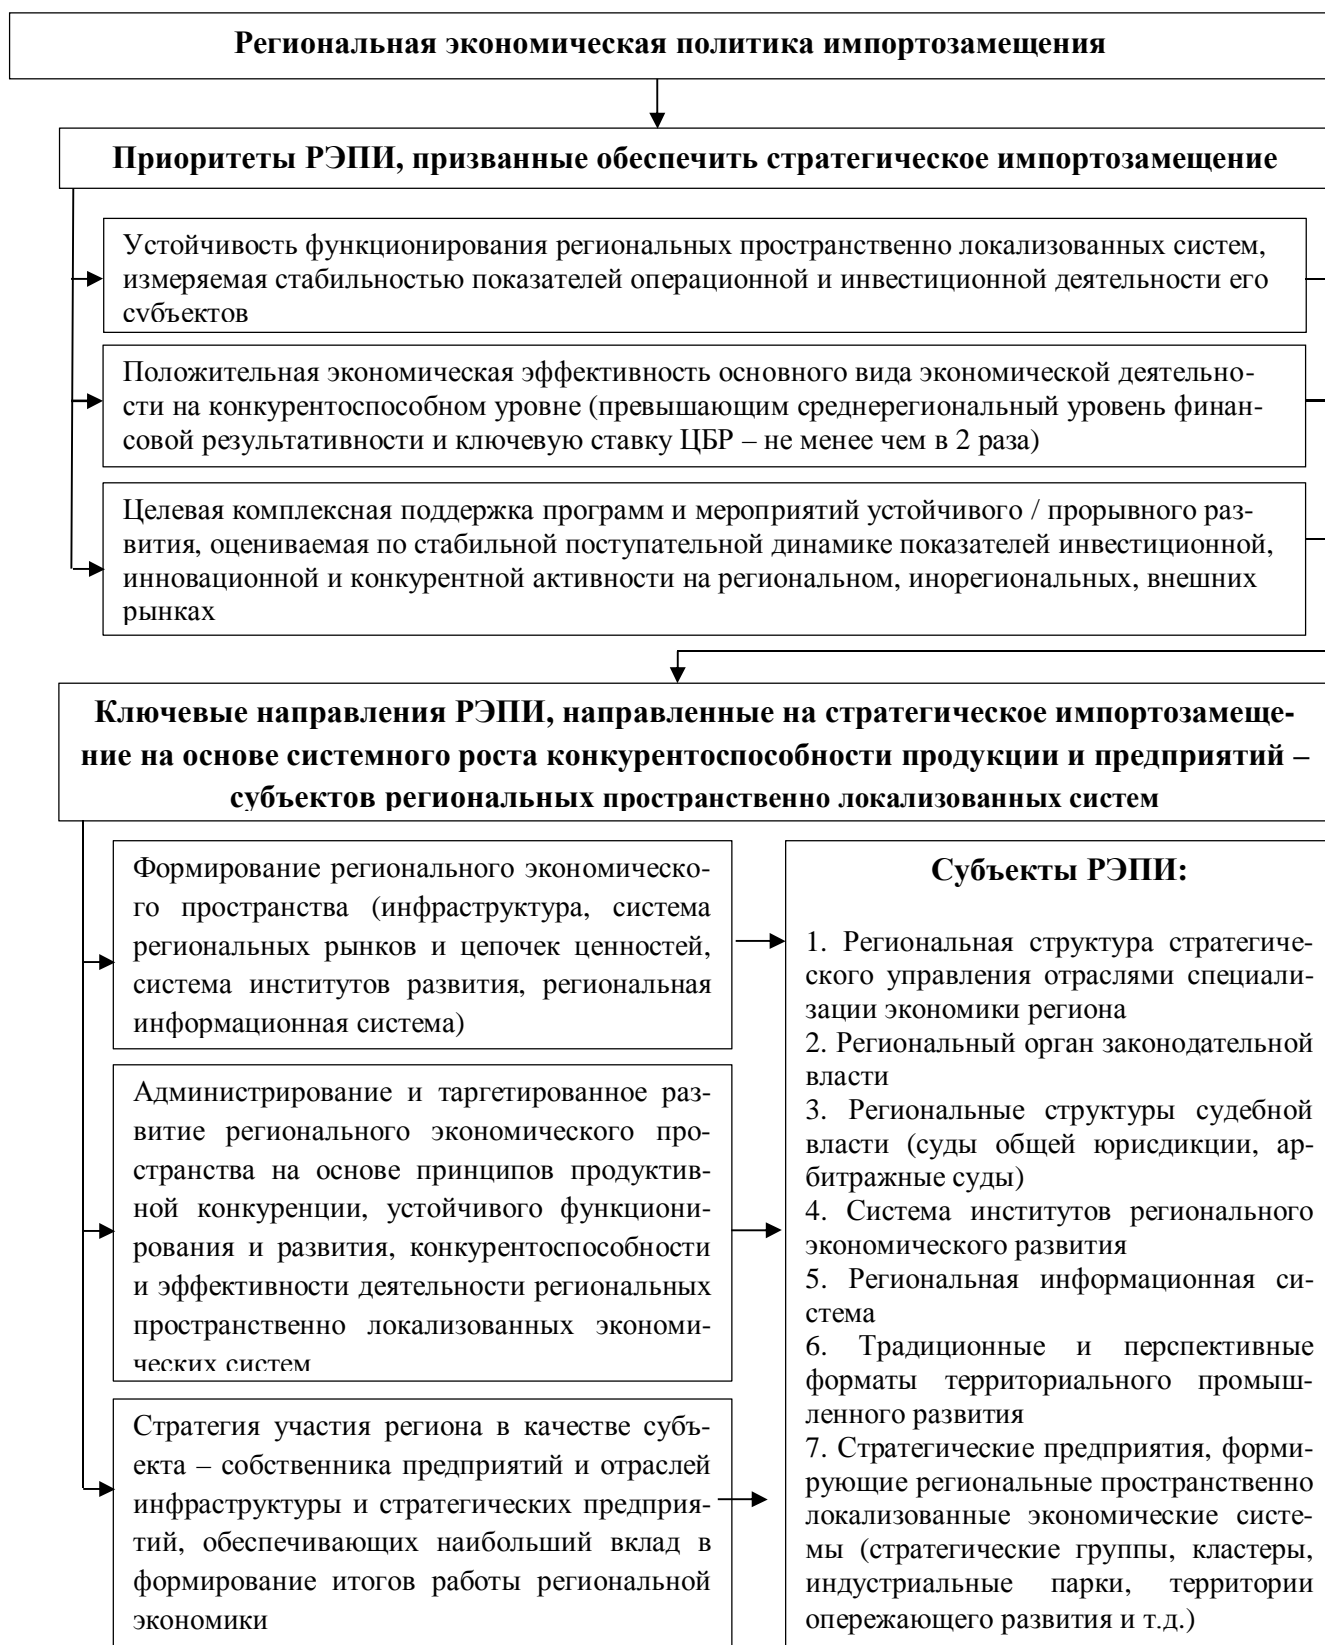 Региональная экономическая политика импортозамещения
Приоритеты РЭПИ, призванные обеспечить стратегическое импортозамещение
Устойчивость функционирования региональных пространственно локализованных систем,
измеряемая стабильностью показателей операционной и инвестиционной деятельности его
субъектов
Положительная экономическая эффективность основного вида экономической деятельно-
сти на конкурентоспособном уровне (превышающим среднерегиональный уровень финан-
совой результативности и ключевую ставку ЦБР – не менее чем в 2 раза)
Целевая комплексная поддержка программ и мероприятий устойчивого / прорывного раз-
вития, оцениваемая по стабильной поступательной динамике показателей инвестиционной,
инновационной и конкурентной активности на региональном, инорегиональных, внешних
рынках
Ключевые направления РЭПИ, направленные на стратегическое импортозамеще-
ние на основе системного роста конкурентоспособности продукции и предприятий –
субъектов региональных пространственно локализованных систем
Формирование регионального экономическо-
го пространства (инфраструктура, система
региональных рынков и цепочек ценностей,
система институтов развития, региональная
информационная система)
Администрирование и таргетированное раз-
витие регионального экономического про-
странства на основе принципов продуктив-
ной конкуренции, устойчивого функциони-
рования и развития, конкурентоспособности
и эффективности деятельности региональных
пространственно локализованных экономи-
ческих систем
Стратегия участия региона в качестве субъ-
екта – собственника предприятий и отраслей
инфраструктуры и стратегических предприя-
тий, обеспечивающих наибольший вклад в
формирование итогов работы региональной
экономики
Субъекты РЭПИ:
1. Региональная структура стратегиче-
ского управления отраслями специали-
зации экономики региона
2. Региональный орган законодательной
власти
3. Региональные структуры судебной
власти (суды общей юрисдикции, ар-
битражные суды)
4. Система институтов регионального
экономического развития
5. Региональная информационная си-
стема
6. Традиционные и перспективные
форматы территориального промыш-
ленного развития
7. Стратегические предприятия, форми-
рующие региональные пространственно
локализованные экономические систе-
мы (стратегические группы, кластеры,
индустриальные парки, территории
опережающего развития и т.д.)